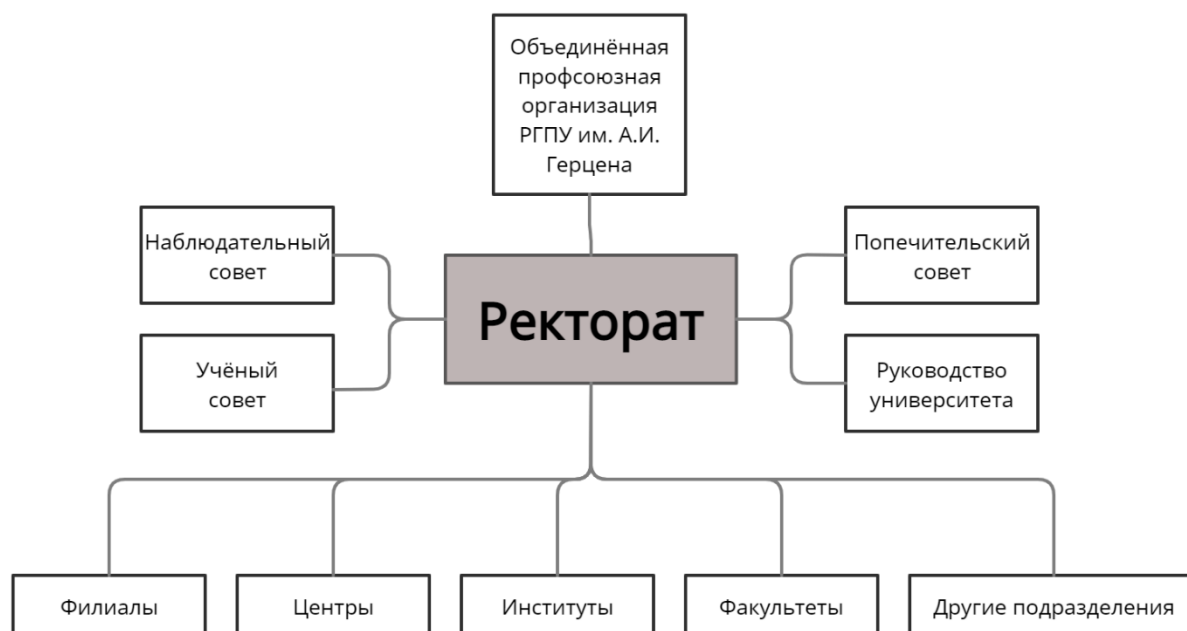 Объединённая
профсоюзная
организация
РГПУ им. А.И.
Герцена
Наблюдательный
совет
Попечительский
совет
Ректорат
Учёный
совет
Руководство
университета
Филиалы
Центры
Институты
Факультеты
Другие подразделения